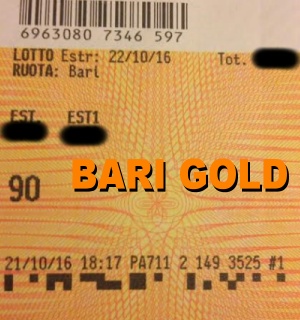 6963080 7346 597
LOTTO Estr: 22/10/16 Tot.
RUOTA: Bari
EST EST1
BARI GOLD
90
21/10/16 18:17 PA711 2 149 3525 #1